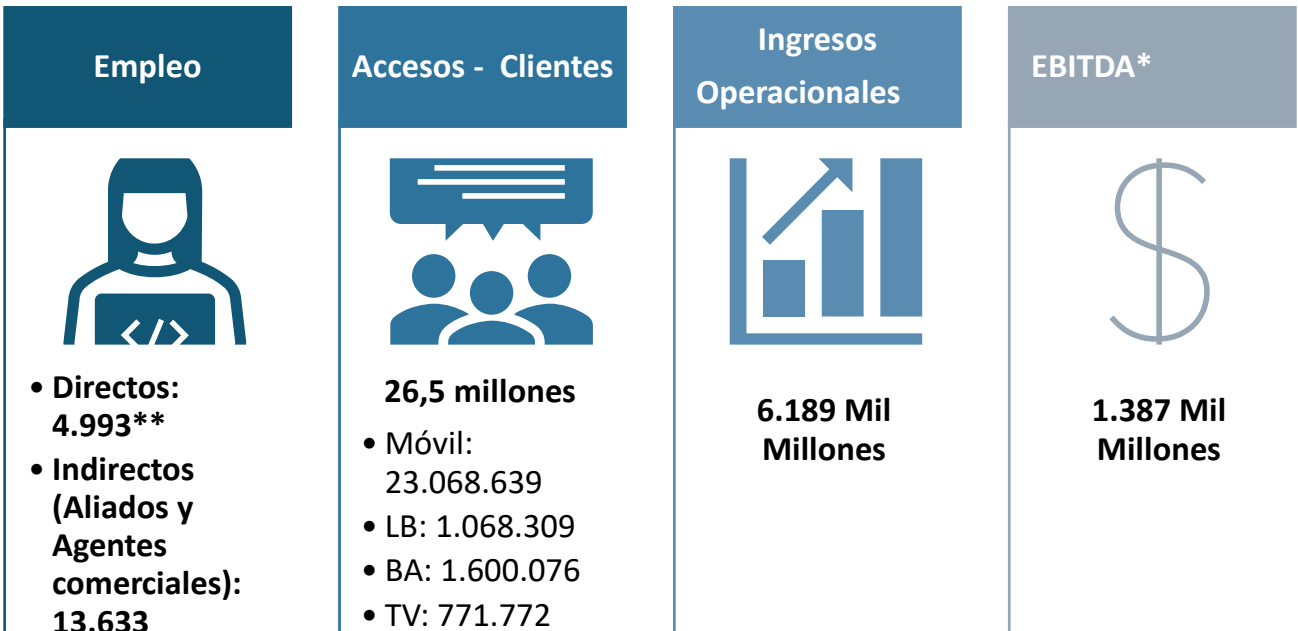 Empleo
• Directos:
4.993**
• Indirectos
(Aliados y
Agentes
comerciales):
13.633
Accesos - Clientes
</>
26,5 millones
• Móvil:
23.068.639
• LB: 1.068.309
• BA: 1.600.076
• TV: 771.772
Ingresos
Operacionales
6.189 Mil
Millones
EBITDA*
1.387 Mil
Millones